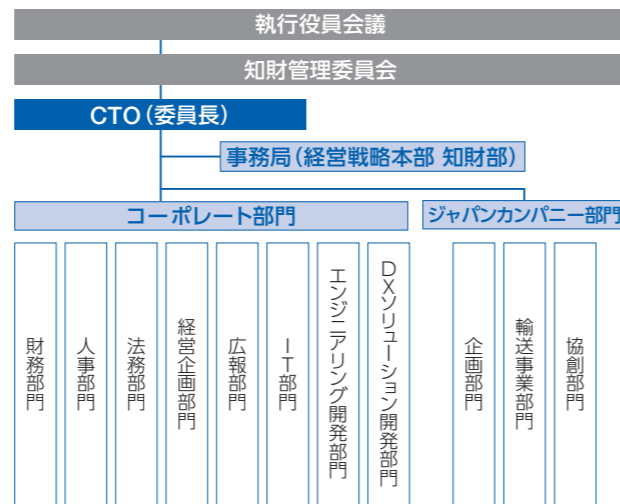 執行役員会議
知財管理委員会
CTO（委員長）
事務局（経営戦略本部 知財部）
コーポレート部門
ジャパンカンパニー部門
財務部門
人事部門
法務部門
経営企画部門
広報部門
IT部門
エンジニアリング開発部門
DXソリューション開発部門
企画部門
輸送事業部門
協創部門